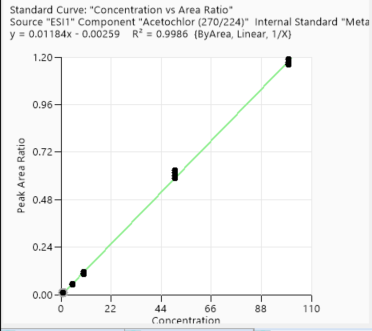 Standard Curve: "Concentration vs Area Ratio"
Source "ESI1" Component "Acetochlor (270/224)" Internal Standard "Meta
y = 0.01184x - 0.00259 R² = 0.9986 (ByArea, Linear, 1/X)
1.20
0.96
0.72
0.48
0.24
0.00
Peak Area Ratio
0 22 44 66 88 110
Concentration